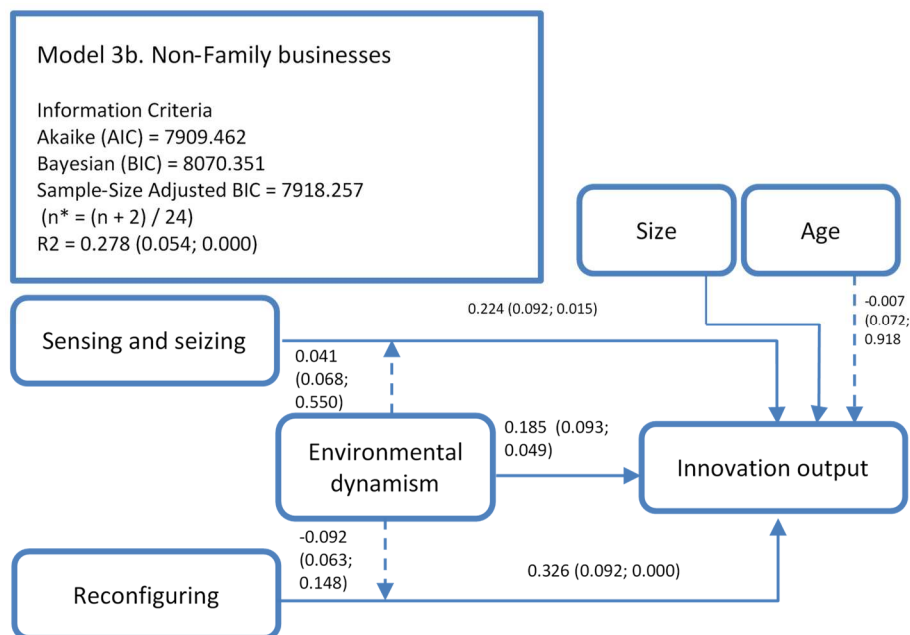 Model 3b. Non-Family businesses
Information Criteria
Akaike (AIC) = 7909.462
Bayesian (BIC) = 8070.351
Sample-Size Adjusted BIC = 7918.257
(n* = (n + 2) / 24)
R2 = 0.278 (0.054; 0.000)
Size
Age
-0.007
(0.072;
0.918
0.224 (0.092; 0.015)
Sensing and seizing
0.041
(0.068;
0.550)
Environmental
dynamism
0.185 (0.093;
0.049)
Innovation output
-0.092
(0.063;
0.148)
0.326 (0.092; 0.000)
Reconfiguring